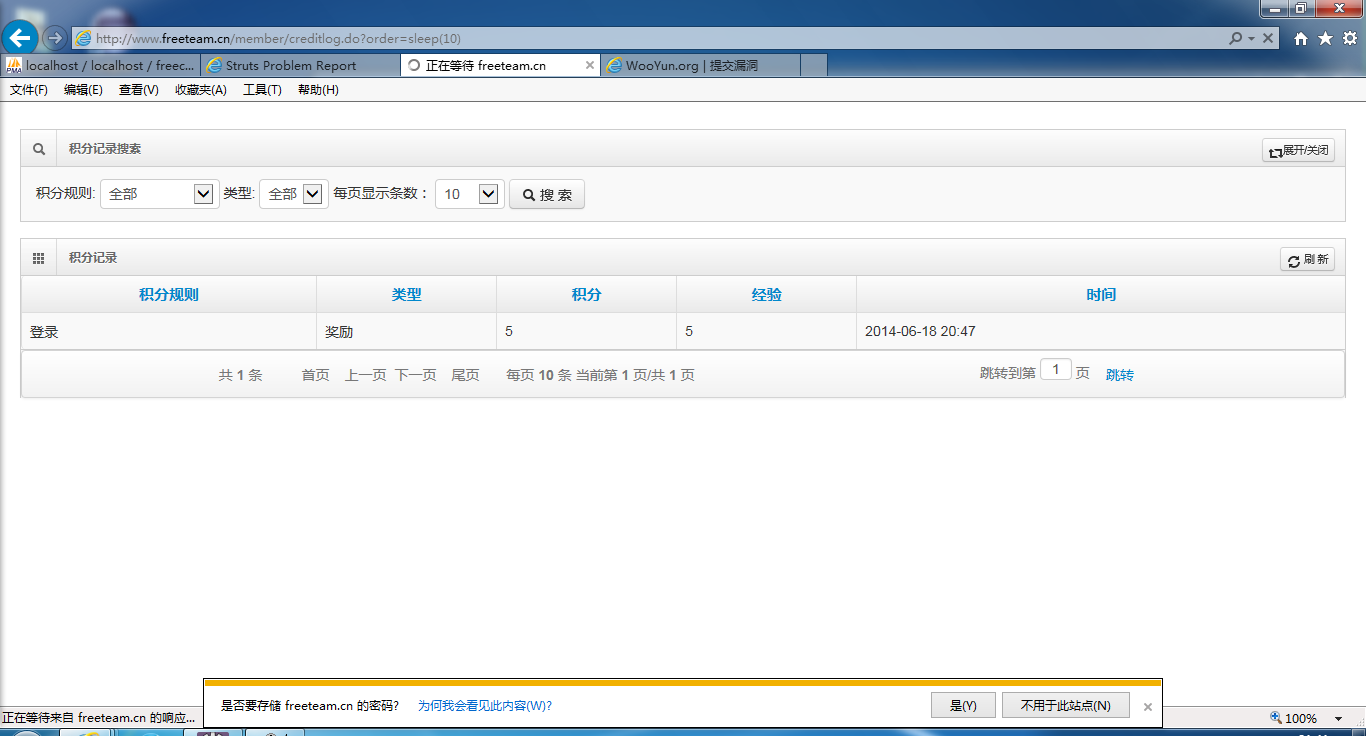 http://www.freeteam.cn/member/creditlog.do?order=sleep(10)
PMA localhost / localhost / freec... Struts Problem Report 正在等待 freeteam.cn WooYun.org | 提交漏洞
文件(F) 编辑(E) 查看(V) 收藏夹(A) 工具(T) 帮助(H)
积分记录搜索 展开/关闭
积分规则: 全部 类型: 全部 每页显示条数： 10 搜 索
积分记录 刷 新
积分规则 类型 积分 经验 时间
登录 奖励 5 5 2014-06-18 20:47
共 1 条 首页 上一页 下一页 尾页 每页 10 条 当前第 1 页/共 1 页 跳转到第 1 页 跳转
是否要存储 freeteam.cn 的密码? 为何我会看见此内容(W)? 是(Y) 不用于此站点(N)
正在等待来自 freeteam.cn 的响应... 100%